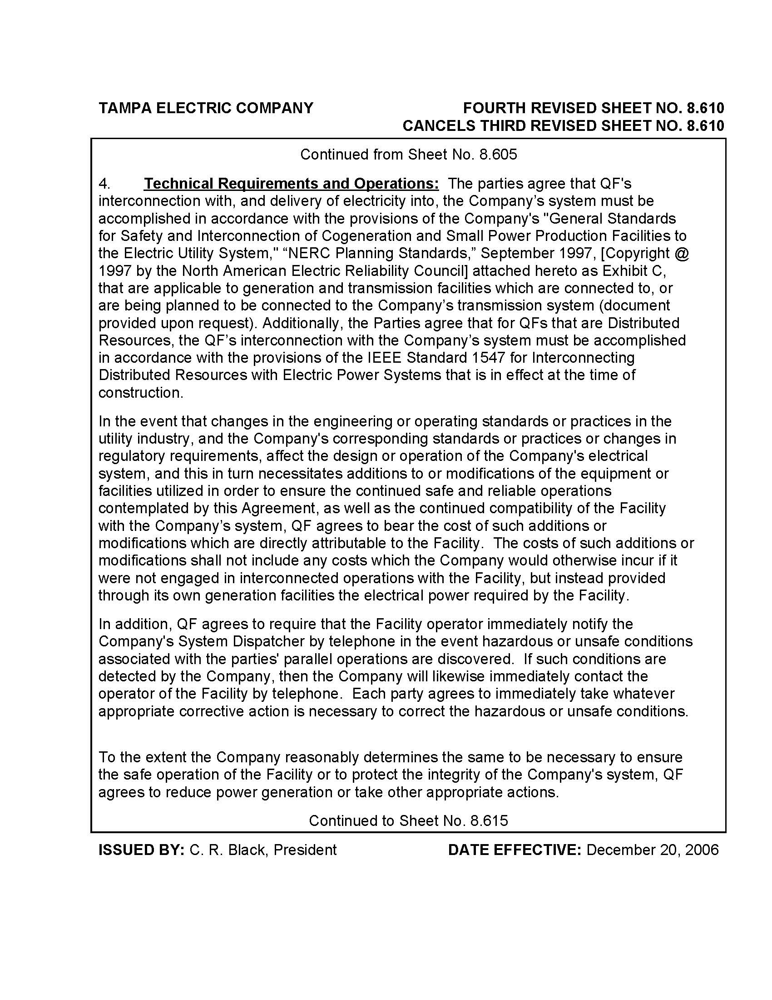 TAMPA ELECTRIC COMPANY
FOURTH REVISED SHEET NO. 8.610
CANCELS THIRD REVISED SHEET NO. 8.610
Continued from Sheet No. 8.605
4. Technical Requirements and Operations: The parties agree that QF's
interconnection with, and delivery of electricity into, the Company’s system must be
accomplished in accordance with the provisions of the Company's "General Standards
for Safety and Interconnection of Cogeneration and Small Power Production Facilities to
the Electric Utility System," “NERC Planning Standards,” September 1997, [Copyright @
1997 by the North American Electric Reliability Council] attached hereto as Exhibit C,
that are applicable to generation and transmission facilities which are connected to, or
are being planned to be connected to the Company’s transmission system (document
provided upon request). Additionally, the Parties agree that for QFs that are Distributed
Resources, the QF’s interconnection with the Company’s system must be accomplished
in accordance with the provisions of the IEEE Standard 1547 for Interconnecting
Distributed Resources with Electric Power Systems that is in effect at the time of
construction.
In the event that changes in the engineering or operating standards or practices in the
utility industry, and the Company's corresponding standards or practices or changes in
regulatory requirements, affect the design or operation of the Company's electrical
system, and this in turn necessitates additions to or modifications of the equipment or
facilities utilized in order to ensure the continued safe and reliable operations
contemplated by this Agreement, as well as the continued compatibility of the Facility
with the Company’s system, QF agrees to bear the cost of such additions or
modifications which are directly attributable to the Facility. The costs of such additions or
modifications shall not include any costs which the Company would otherwise incur if it
were not engaged in interconnected operations with the Facility, but instead provided
through its own generation facilities the electrical power required by the Facility.
In addition, QF agrees to require that the Facility operator immediately notify the
Company's System Dispatcher by telephone in the event hazardous or unsafe conditions
associated with the parties' parallel operations are discovered. If such conditions are
detected by the Company, then the Company will likewise immediately contact the
operator of the Facility by telephone. Each party agrees to immediately take whatever
appropriate corrective action is necessary to correct the hazardous or unsafe conditions.
To the extent the Company reasonably determines the same to be necessary to ensure
the safe operation of the Facility or to protect the integrity of the Company's system, QF
agrees to reduce power generation or take other appropriate actions.
Continued to Sheet No. 8.615
ISSUED BY: C. R. Black, President
DATE EFFECTIVE: December 20, 2006